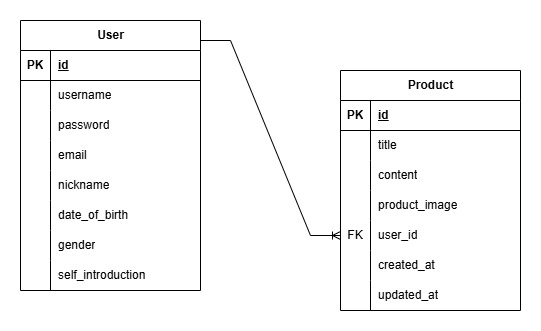 User
PK id
username
password
email
nickname
date_of_birth
gender
self_introduction
Product
PK id
title
content
product_image
FK user_id
created_at
updated_at